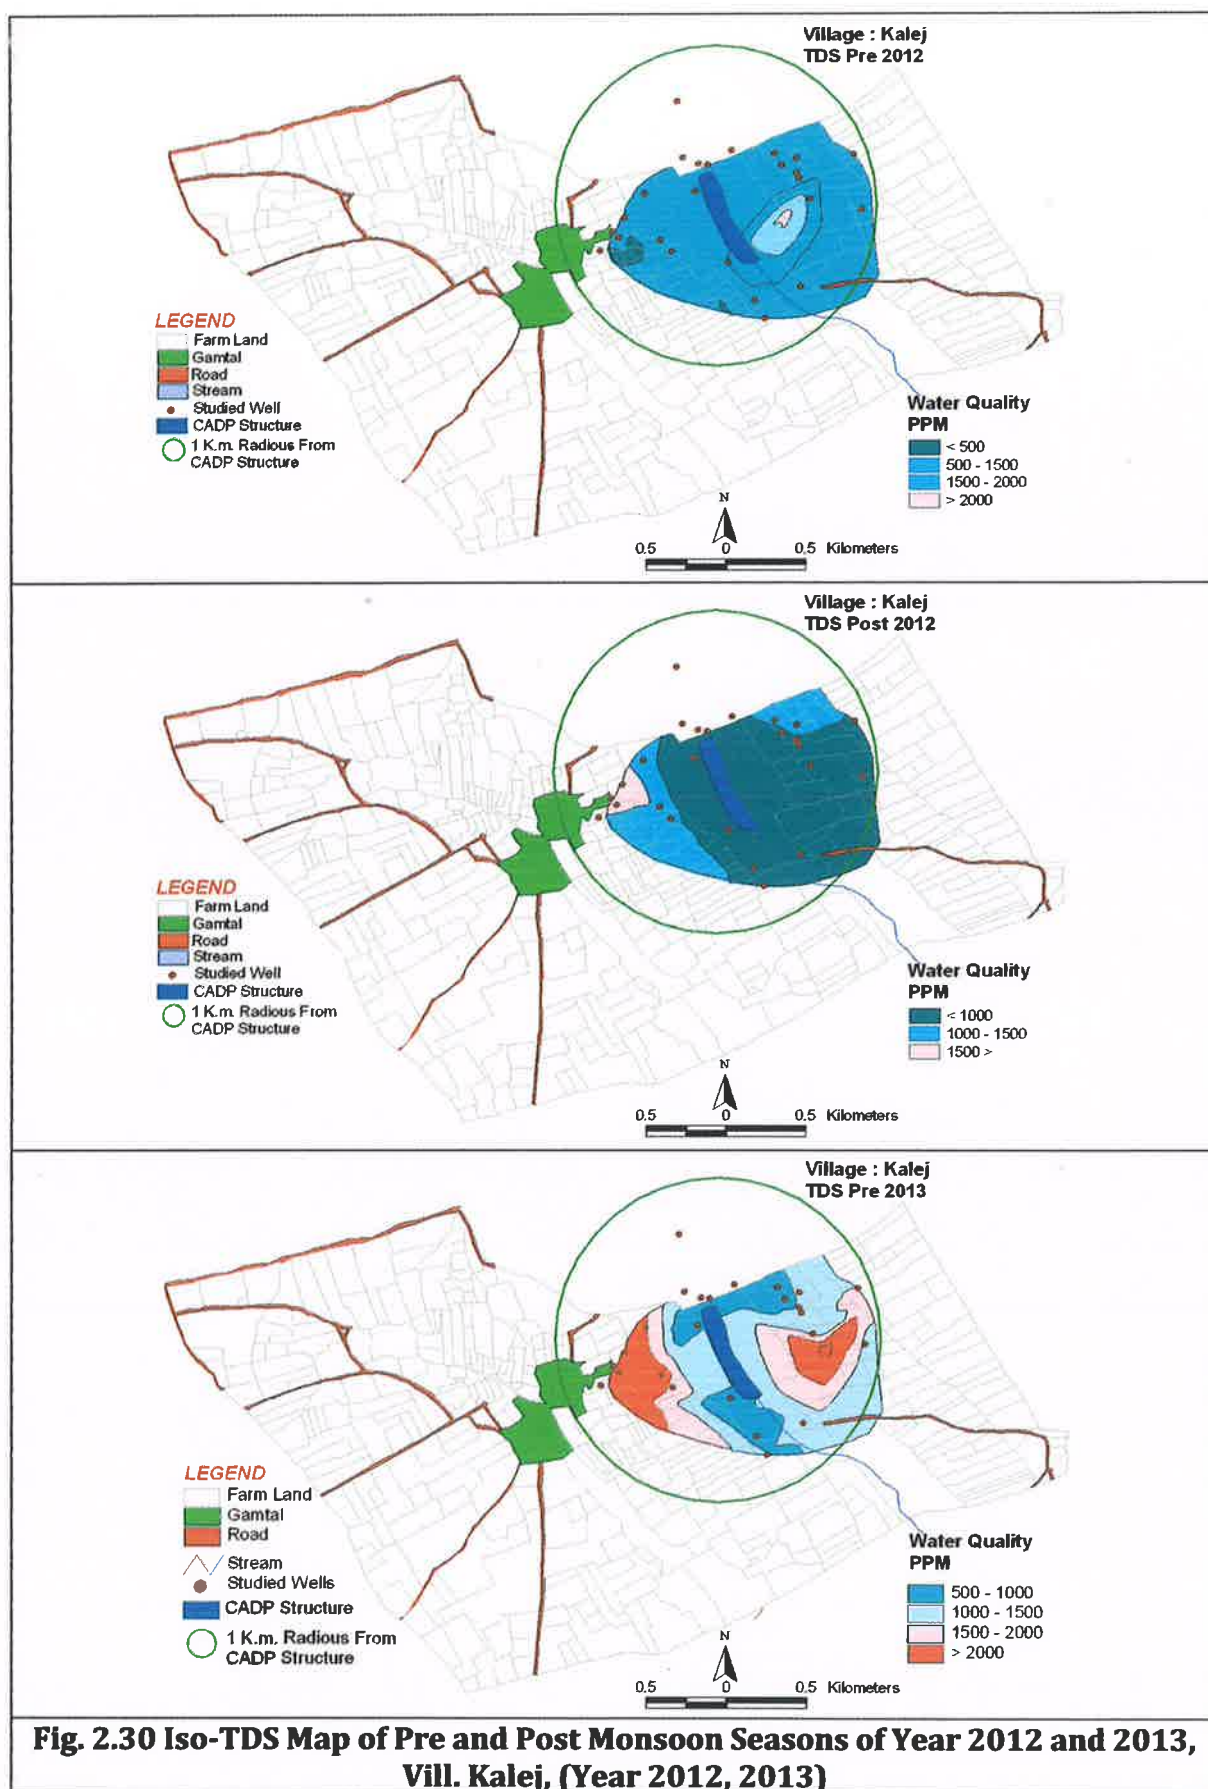 Village : Kalej
TDS Pre 2012
LEGEND
Farm Land
Gamtal
Road
Stream
Studied Well
CADP Structure
1 K.m. Radious From
CADP Structure
Water Quality
PPM
< 500
500 - 1500
1500 - 2000
> 2000
N
0.5 0 0.5 Kilometers
Village : Kalej
TDS Post 2012
LEGEND
Farm Land
Gamtal
Road
Stream
Studied Well
CADP Structure
1 K.m. Radious From
CADP Structure
Water Quality
PPM
< 1000
1000 - 1500
1500 >
N
0.5 0 0.5 Kilometers
Village : Kalej
TDS Pre 2013
LEGEND
Farm Land
Gamtal
Road
Stream
Studied Wells
CADP Structure
1 K.m. Radious From
CADP Structure
Water Quality
PPM
500 - 1000
1000 - 1500
1500 - 2000
> 2000
N
0.5 0 0.5 Kilometers
Fig. 2.30 Iso-TDS Map of Pre and Post Monsoon Seasons of Year 2012 and 2013,
Vill. Kalej, (Year 2012, 2013)